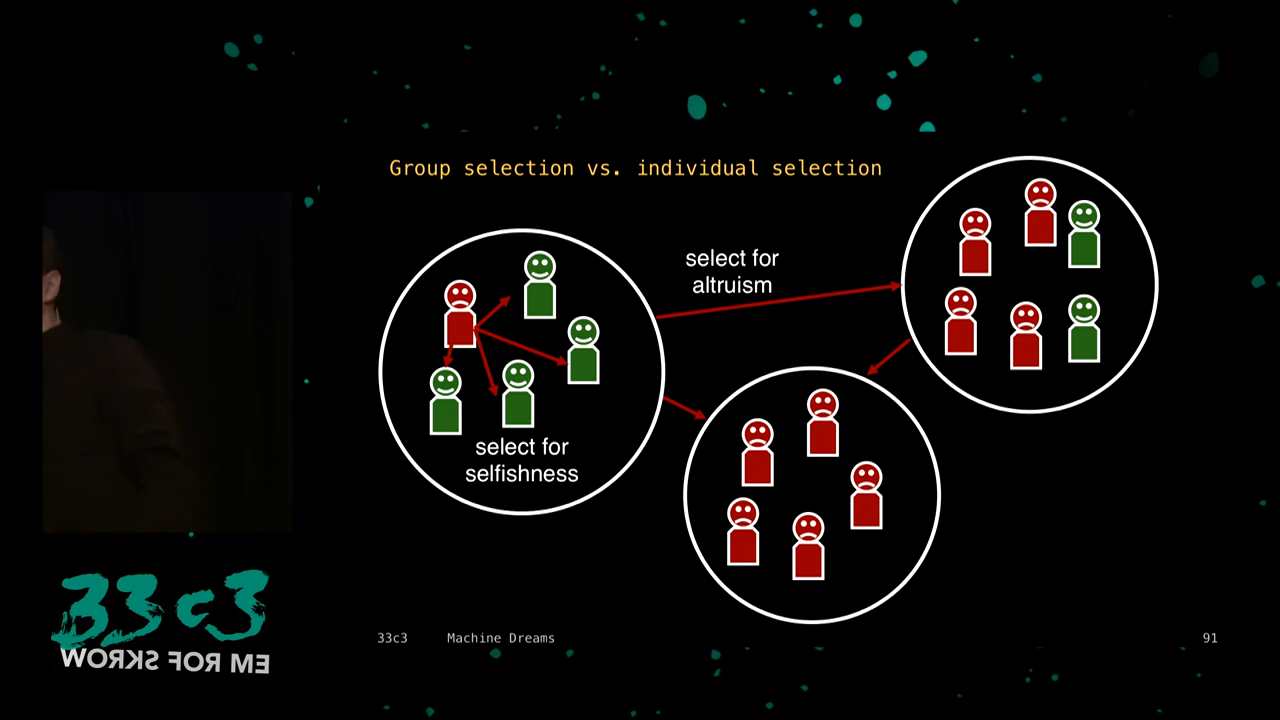 Group selection vs. individual selection
select for
altruism
select for
selfishness
33c3
WORKS FOR ME
33c3 Machine Dreams 91